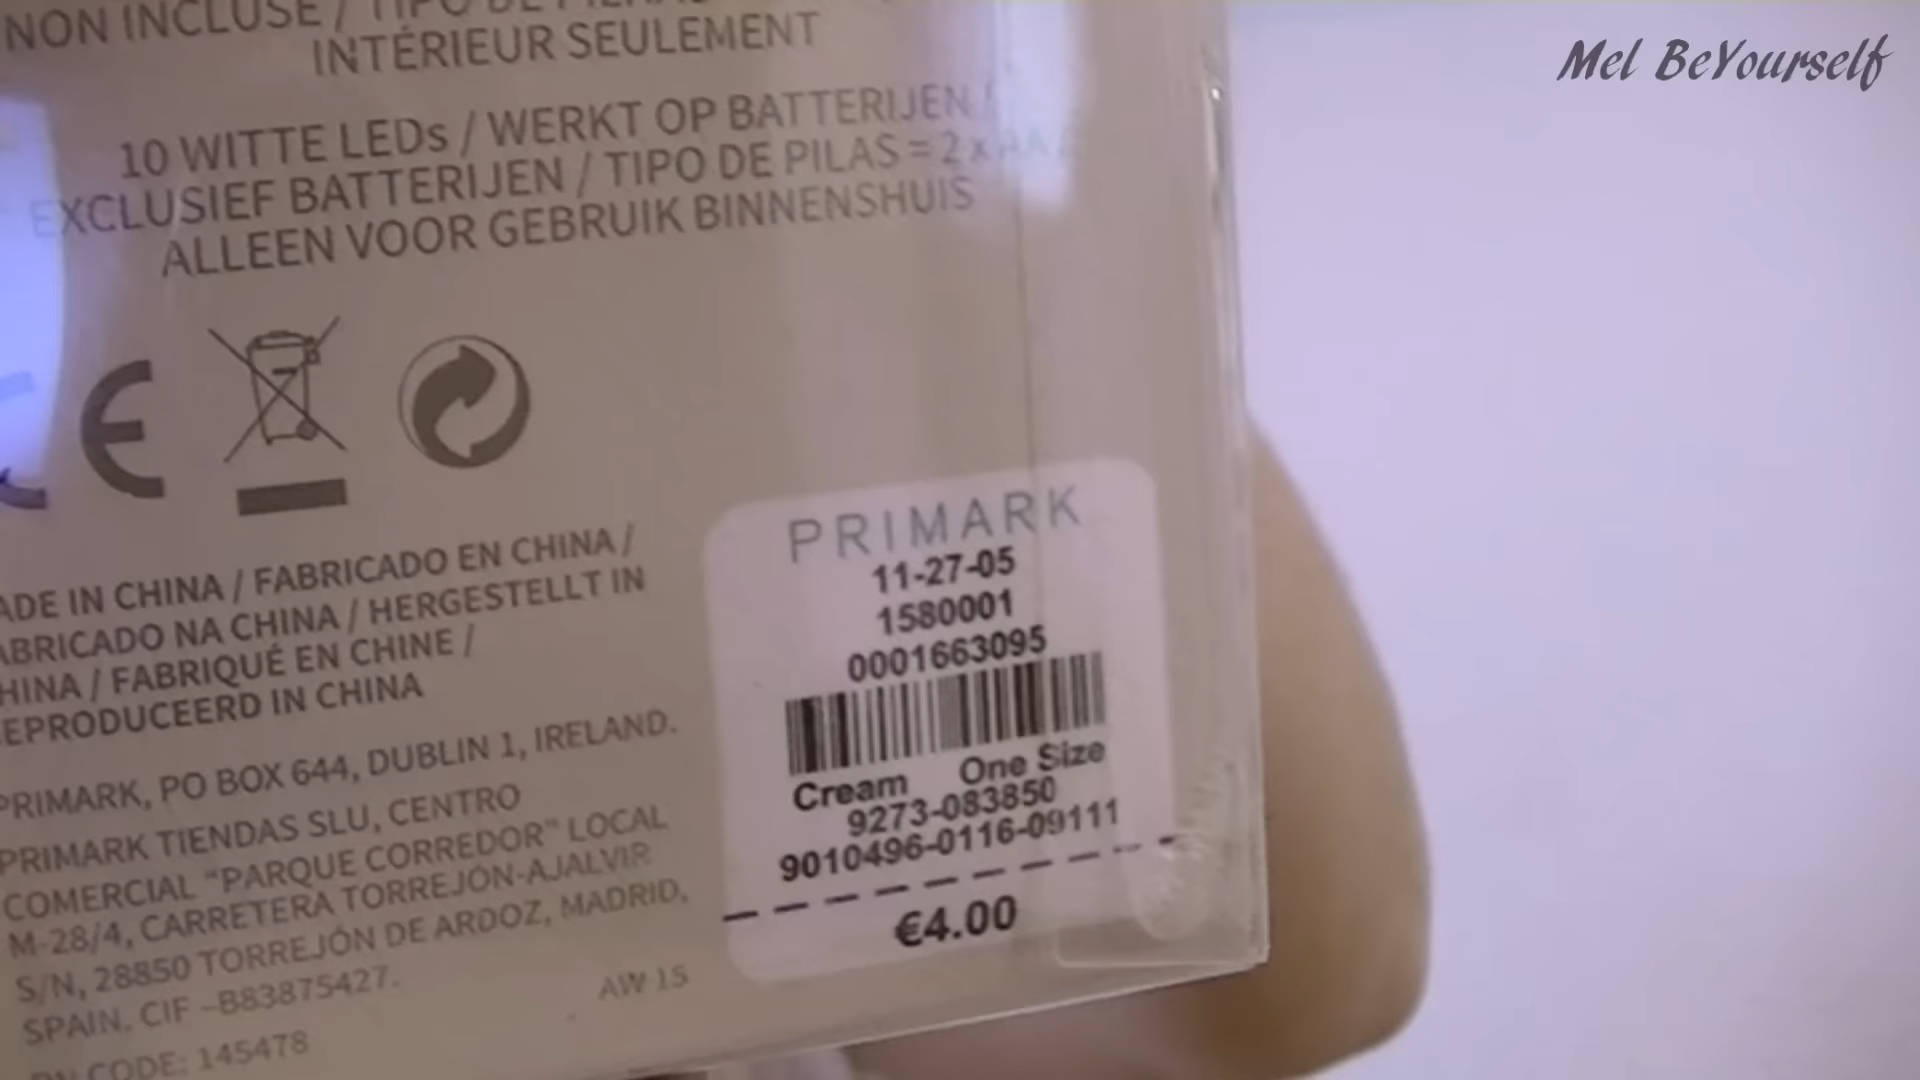 Mel BeYourself
NON INCLUSE / TIPO DE
INTÉRIEUR SEULEMENT
10 WITTE LEDs / WERKT OP BATTERIJEN /
EXCLUSIEF BATTERIJEN / TIPO DE PILAS = 2 x AA
ALLEEN VOOR GEBRUIK BINNENSHUIS
CE
ADE IN CHINA / FABRICADO EN CHINA /
ABRICADO NA CHINA / HERGESTELLT IN
HINA / FABRIQUÉ EN CHINE /
EPRODUCEERD IN CHINA
PRIMARK, PO BOX 644, DUBLIN 1, IRELAND.
PRIMARK TIENDAS SLU, CENTRO
COMERCIAL "PARQUE CORREDOR" LOCAL
M-28/4, CARRETERA TORREJÓN-AJALVIR
S/N, 28850 TORREJÓN DE ARDOZ, MADRID,
SPAIN. CIF –B83875427.
AW 15
CODE: 145478
PRIMARK
11-27-05
1580001
0001663095
Cream One Size
9273-083850
9010496-0116-09111
€4.00